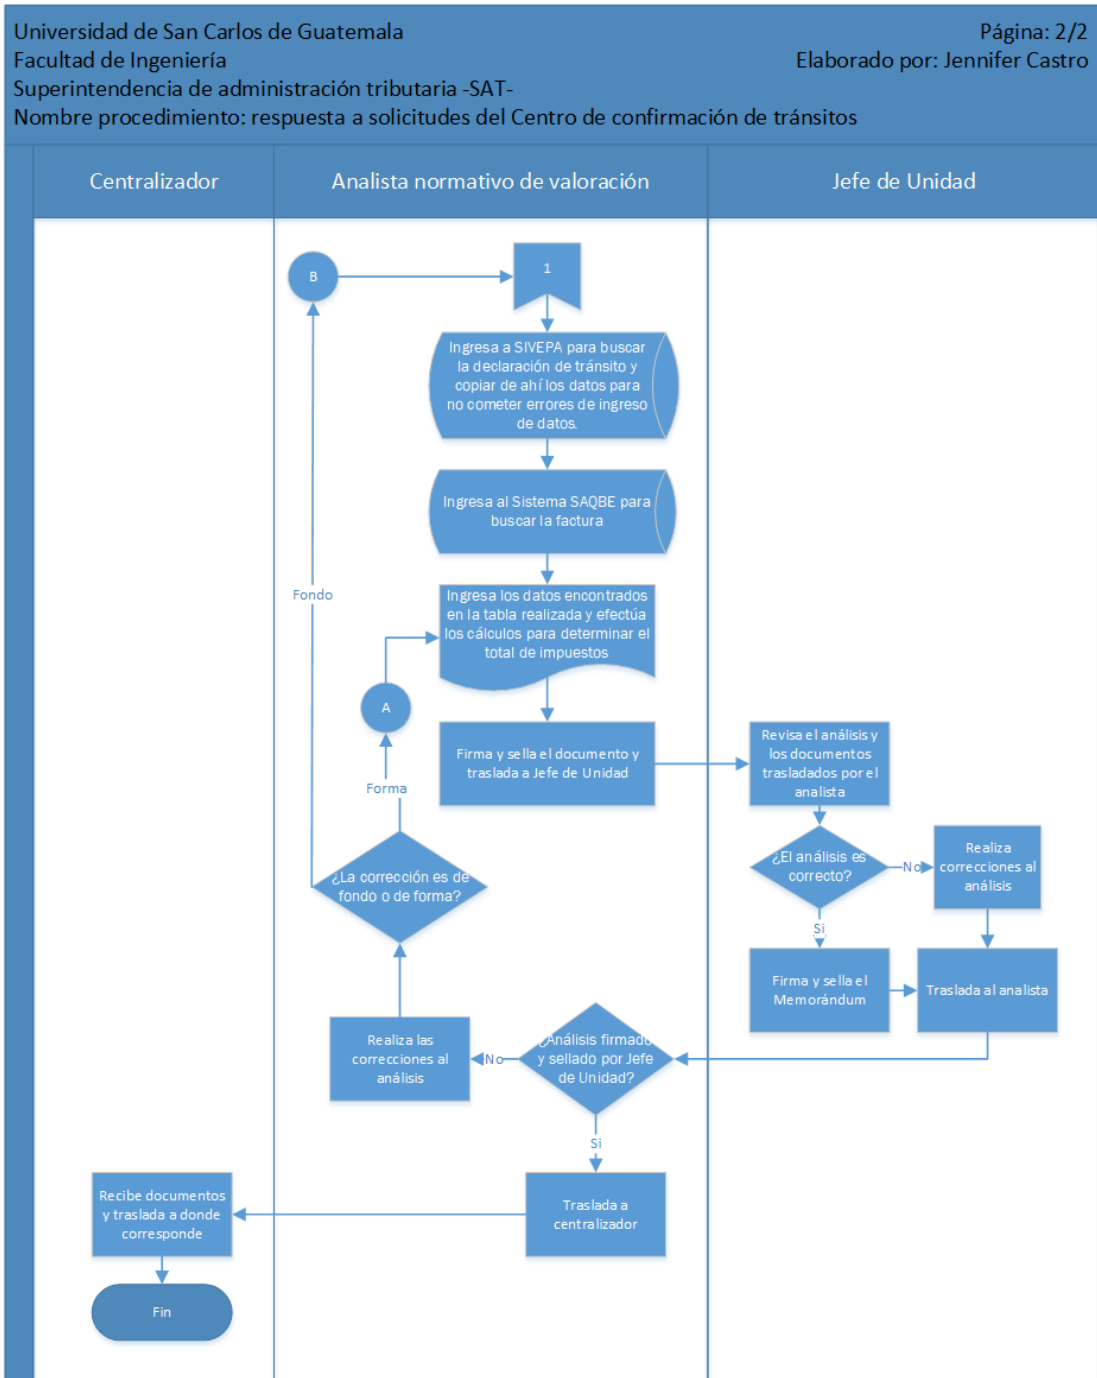 Universidad de San Carlos de Guatemala
Página: 2/2
Facultad de Ingeniería
Elaborado por: Jennifer Castro
Superintendencia de administración tributaria -SAT-
Nombre procedimiento: respuesta a solicitudes del Centro de confirmación de tránsitos
Centralizador
Analista normativo de valoración
Jefe de Unidad
B
1
Ingresa a SIVEPA para buscar
la declaración de tránsito y
copiar de ahí los datos para
no cometer errores de ingreso
de datos.
Ingresa al Sistema SAQBE para
buscar la factura
Fondo
Ingresa los datos encontrados
en la tabla realizada y efectúa
los cálculos para determinar el
total de impuestos
A
Firma y sella el documento y
traslada a Jefe de Unidad
Revisa el análisis y
los documentos
trasladados por el
analista
Forma
¿La corrección es de
fondo o de forma?
¿El análisis es
correcto?
No
Realiza
correcciones al
análisis
Si
Firma y sella el
Memorándum
Traslada al analista
Realiza las
correcciones al
análisis
No
¿Análisis firmado
y sellado por Jefe
de Unidad?
Si
Recibe documentos
y traslada a donde
corresponde
Traslada a
centralizador
Fin